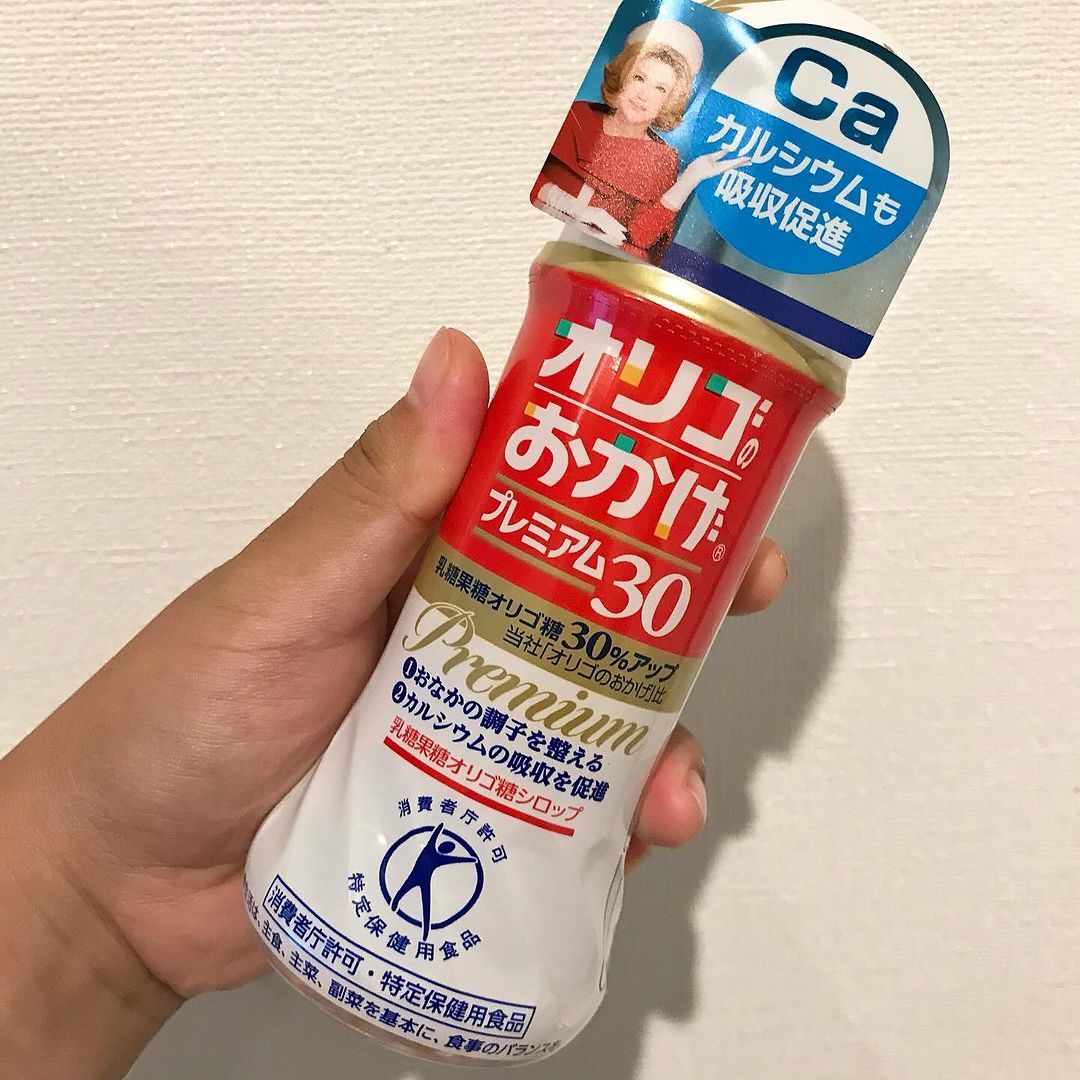 Ca
カルシウムも
吸収促進
オリゴの
おかげ®
プレミアム30
乳糖果糖オリゴ糖30%アップ
当社「オリゴのおかげ」比
Premium
❶おなかの調子を整える
❷カルシウムの吸収を促進
乳糖果糖オリゴ糖シロップ
消費者庁許可
特定保健用食品
消費者庁許可・特定保健用食品
は、主食、主菜、副菜を基本に、食事のバランスを